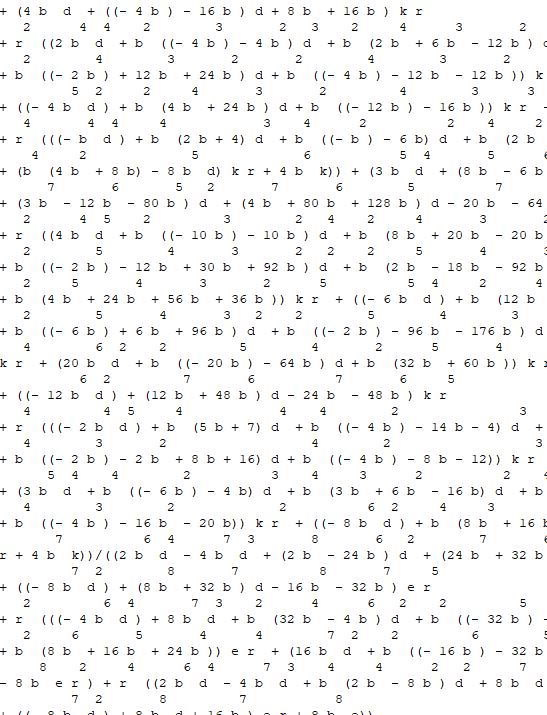 + (4 b  d  + ((- 4 b ) - 16 b ) d + 8 b  + 16 b ) k r
   2       4    2        3       2  3    2       3       2
+ r  ((2 b  d  + b  ((- 4 b ) - 4 b ) d  + b  (2 b  + 6 b  - 12 b ) d
   2        4       3      2       2       4       3       2
+ b  ((- 2 b ) + 12 b  + 24 b ) d + b  ((- 4 b ) - 12 b  - 12 b )) k
        5 2    2      4       3       2         4       3      3
+ ((- 4 b  d ) + b  (4 b  + 24 b ) d + b  ((- 12 b ) - 16 b )) k r  -
   4       4  4     4              3    4      2       2    4      2
+ r  (((- b  d ) + b  (2 b + 4) d  + b  ((- b ) - 6 b) d  + b  (2 b
    4     2             5             6           5  4       5      6
+ (b  (4 b  + 8 b) - 8 b  d) k r + 4 b  k)) + (3 b  d  + (8 b  - 6 b
      7       6       5   2       7       6      5          7
+ (3 b  - 12 b  - 80 b ) d  + (4 b  + 80 b  + 128 b ) d - 20 b  - 64
   2        4  5    2          3          2   4    2      4       3      2
+ r  ((4 b  d  + b  ((- 10 b ) - 10 b ) d  + b  (8 b  + 20 b  - 20 b
   2         5      4        3       2   2    2     5       4          3
+ b  ((- 2 b ) - 12 b  + 30 b  + 92 b ) d  + b  (2 b  - 18 b  - 92 b
   2      5       4        3      2        5        5 4     2       4
+ b  (4 b  + 24 b  + 56 b  + 36 b )) k r  + ((- 6 b  d ) + b  (12 b
   2         5       4       3   2    2         5         4         3
+ b  ((- 6 b ) + 6 b  + 96 b ) d  + b  ((- 2 b ) - 96 b  - 176 b ) d
   4         6  2     2          5         4        2      5      4
k r  + (20 b  d  + b  ((- 20 b ) - 64 b ) d + b  (32 b  + 60 b )) k r
          6 2         7       6           7       6     5
+ ((- 12 b  d ) + (12 b  + 48 b ) d - 24 b  - 48 b ) k r
   4         4 5     4            4    4        2               3
+ r  (((- 2 b  d ) + b  (5 b + 7) d  + b  ((- 4 b ) - 14 b - 4) d  +
   4       3        2                   4        2               3
+ b  ((- 2 b ) - 2 b  + 8 b + 16) d + b  ((- 4 b ) - 8 b - 12)) k r
      5 4    4       2          3    4      3       2          2    4
+ (3 b  d  + b  ((- 6 b ) - 4 b) d  + b  (3 b  + 6 b  - 16 b) d  + b
   4         3          2               6  2     4       3
+ b  ((- 4 b ) - 16 b  - 20 b)) k r  + ((- 8 b  d ) + b  (8 b  + 16 b
       7           6 4       7  3        8        6    2         7
r + 4 b  k))/((2 b  d  - 4 b  d  + (2 b  - 24 b ) d  + (24 b  + 32 b
         7  2        8       7           8       7      5
+ ((- 8 b  d ) + (8 b  + 32 b ) d - 16 b  - 32 b ) e r
   2          6  4       7  3    2      4       6    2   2             5
+ r  (((- 4 b  d ) + 8 b  d  + b  (32 b  - 4 b ) d  + b  ((- 32 b ) -
   2      6       5       4        4        7  2    2         6         5
+ b  (8 b  + 16 b  + 24 b )) e r  + (16 b  d  + b  ((- 16 b ) - 32 b
     8    2      4          6 4      7  3     4      4       2   2       7
- 8 b  e r ) + r  ((2 b  d  - 4 b  d  + b  (2 b  - 8 b ) d  + 8 b  d
         7  2        8          7            8